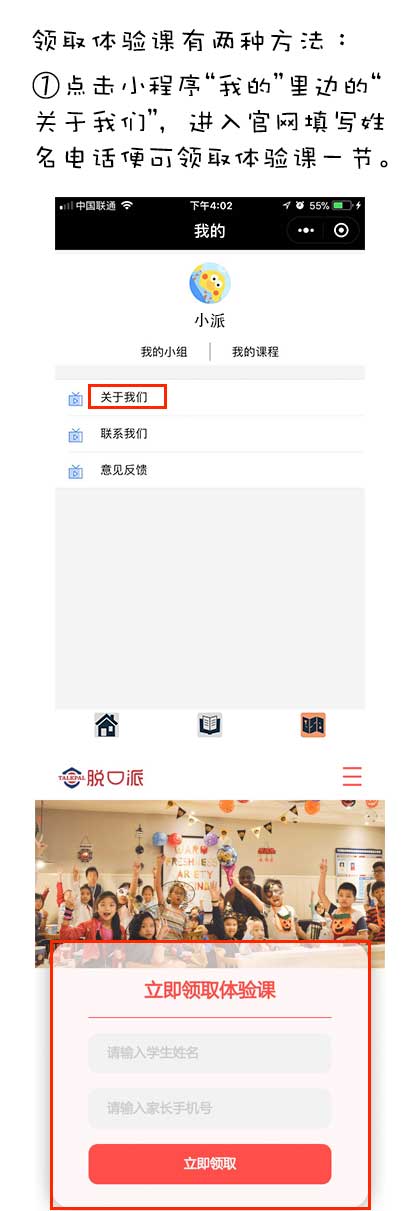 领取体验课有两种方法：
①点击小程序“我的”里边的“
关于我们”，进入官网填写姓
名电话便可领取体验课一节。
中国联通 下午4:02 55%
我的
小派
我的小组 我的课程
关于我们
联系我们
意见反馈
TALKPAL 脱口派
WARM
FRESHNESS
VARIETY
NOW
立即领取体验课
请输入学生姓名
请输入家长手机号
立即领取